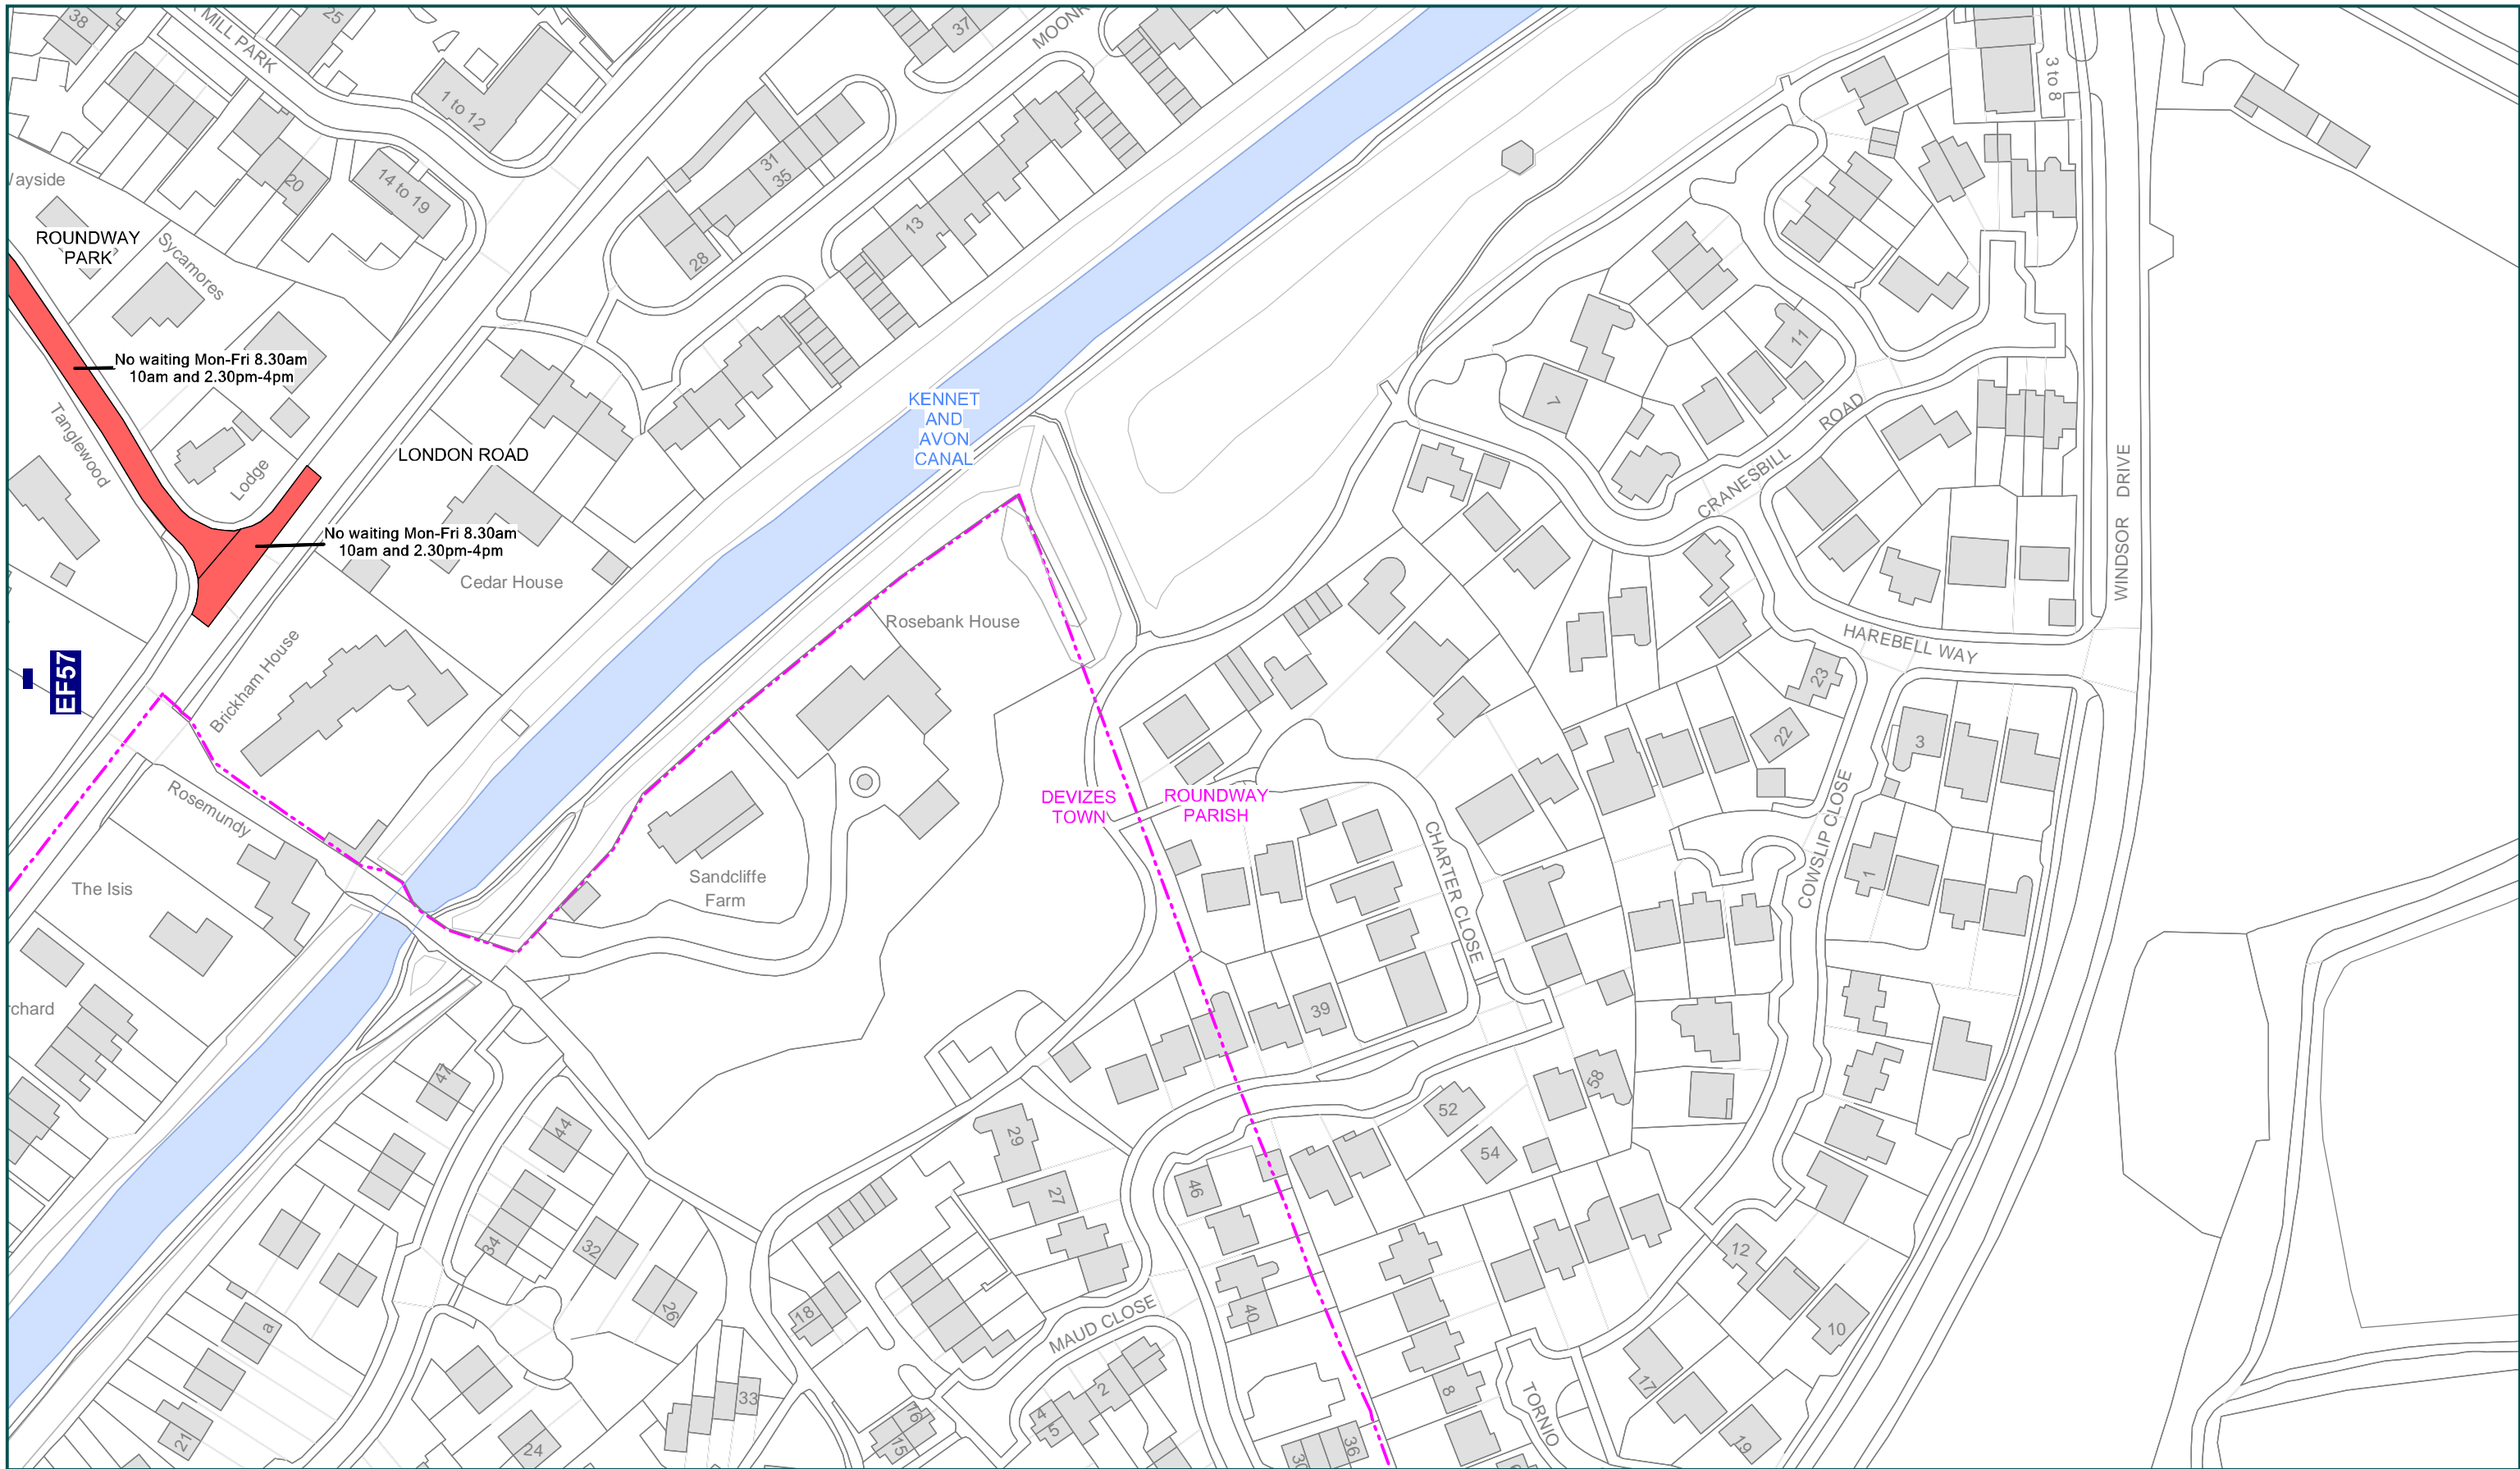 38
25
MILL PARK
37
1 to 12
3 to 8
20
14 to 19
31
35
28
13
ROUNDWAY
PARK
Sycamores
No waiting Mon-Fri 8.30am
10am and 2.30pm-4pm
Tanglewood
Lodge
LONDON ROAD
No waiting Mon-Fri 8.30am
10am and 2.30pm-4pm
Cedar House
KENNET
AND
AVON
CANAL
11
7
CRANESBILL
ROAD
WINDSOR DRIVE
HAREBELL WAY
Rosebank House
EF57
Brickham House
Rosemundy
23
22
3
DEVIZES
TOWN
ROUNDWAY
PARISH
CHARTER CLOSE
COWSLIP CLOSE
1
The Isis
Sandcliffe
Farm
39
47
44
34
32
26
29
27
46
52
54
58
40
18
MAUD CLOSE
12
10
a
21
24
33
16
15
4
5
2
36
8
TORNIO
17
19